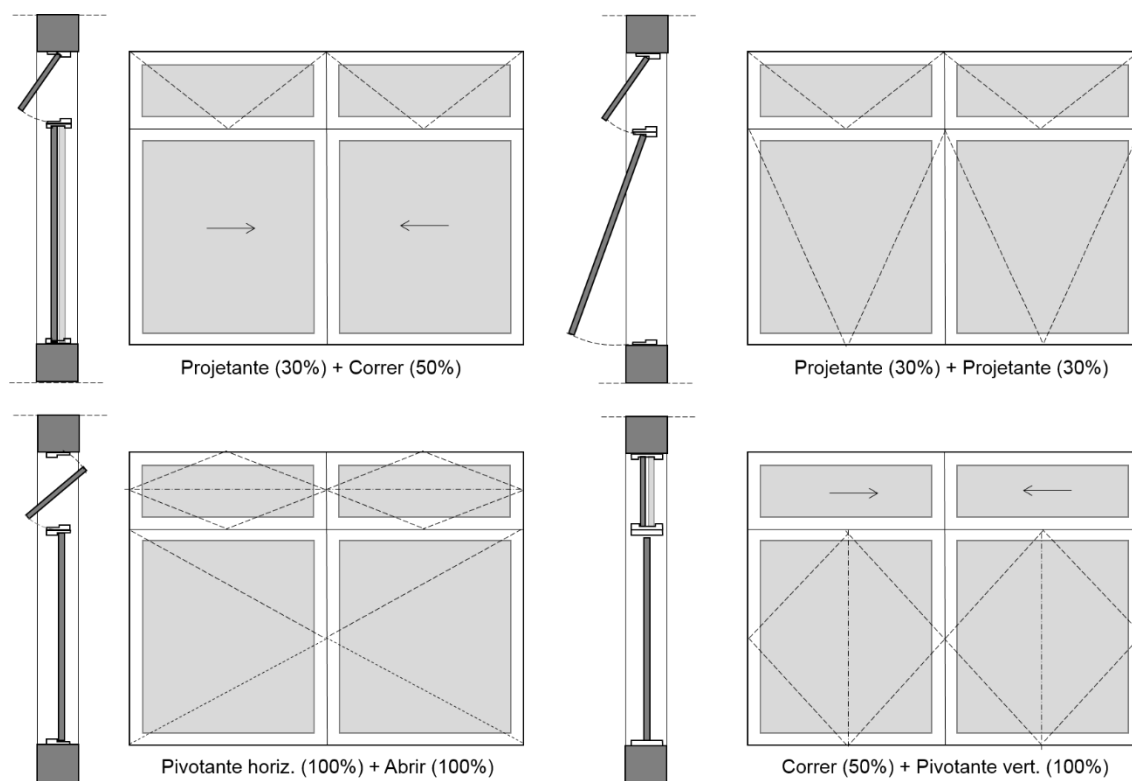 Projetante (30%) + Correr (50%)
Projetante (30%) + Projetante (30%)
Pivotante horiz. (100%) + Abrir (100%)
Correr (50%) + Pivotante vert. (100%)